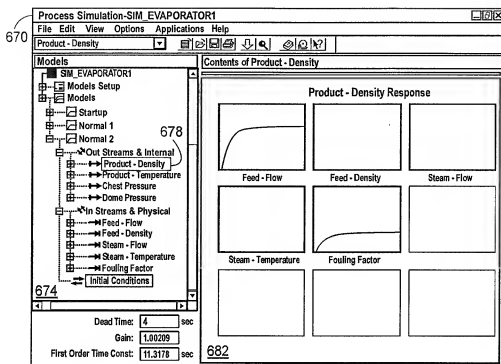 670
Process Simulation-SIM_EVAPORATOR1
File Edit View Options Applications Help
Product - Density
Models
SIM_EVAPORATOR1
Models Setup
Models
Startup
Normal 1
Normal 2
678
Out Streams & Internal
Product - Density
Product - Temperature
Chest Pressure
Dome Pressure
In Streams & Physical
Feed - Flow
Feed - Density
Steam - Flow
Steam - Temperature
Fouling Factor
Initial Conditions
674
Dead Time: 4 sec
Gain: 1.00209
First Order Time Const: 11.3178 sec
Contents of Product - Density
Product - Density Response
Feed - Flow
Feed - Density
Steam - Flow
Steam - Temperature
Fouling Factor
682